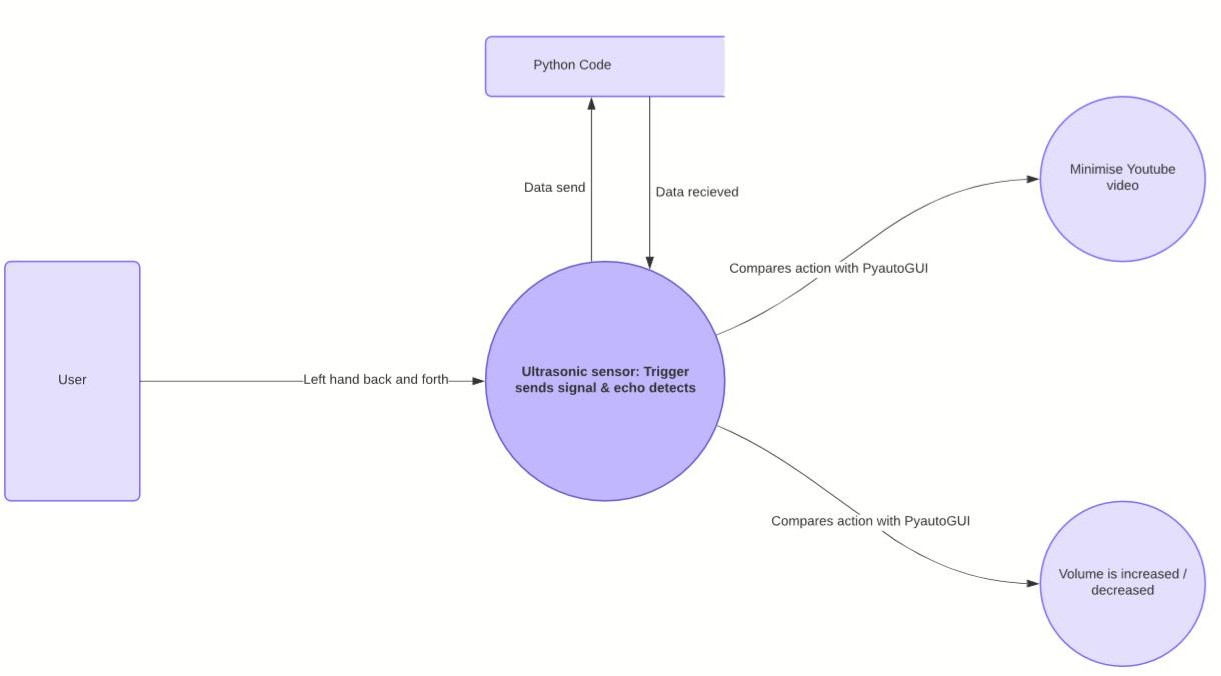 Python Code
Data send
Data recieved
Minimise Youtube
video
Compares action with PyautoGUI
User
Left hand back and forth
Ultrasonic sensor: Trigger
sends signal & echo detects
Compares action with PyautoGUI
Volume is increased /
decreased